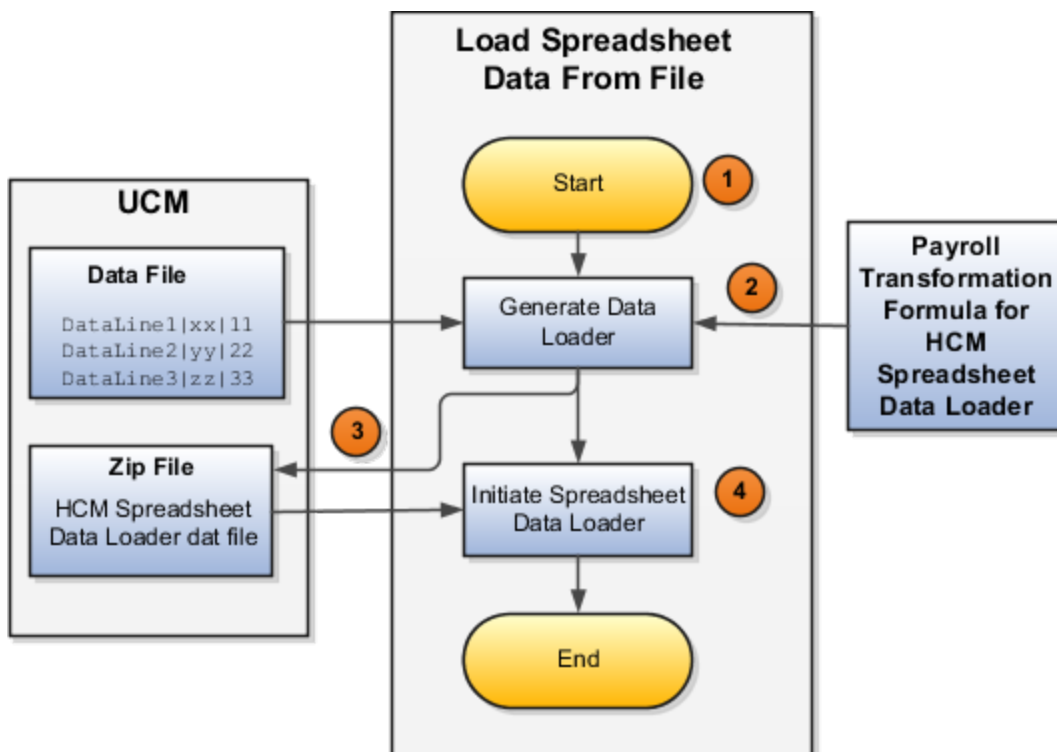 Load Spreadsheet
Data From File
Start
1
UCM
Data File
DataLine1|xx|11
DataLine2|yy|22
DataLine3|zz|33
Generate Data
Loader
2
Payroll
Transformation
Formula for
HCM
Spreadsheet
Data Loader
3
Zip File
HCM Spreadsheet
Data Loader dat file
Initiate Spreadsheet
Data Loader
4
End